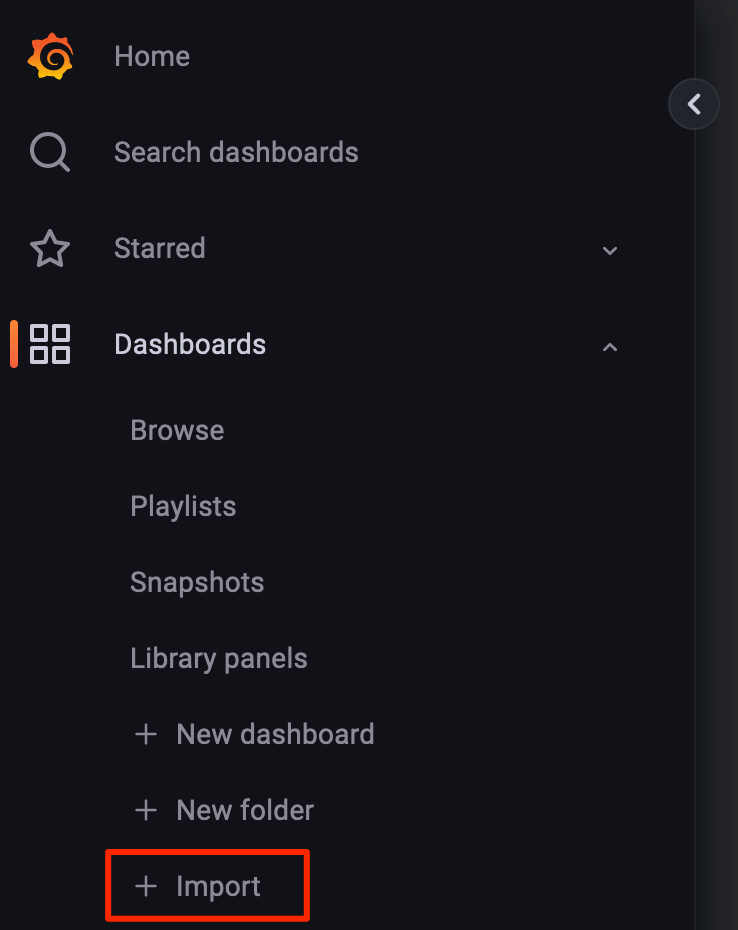 Home
Search dashboards
Starred
Dashboards
Browse
Playlists
Snapshots
Library panels
+ New dashboard
+ New folder
+ Import